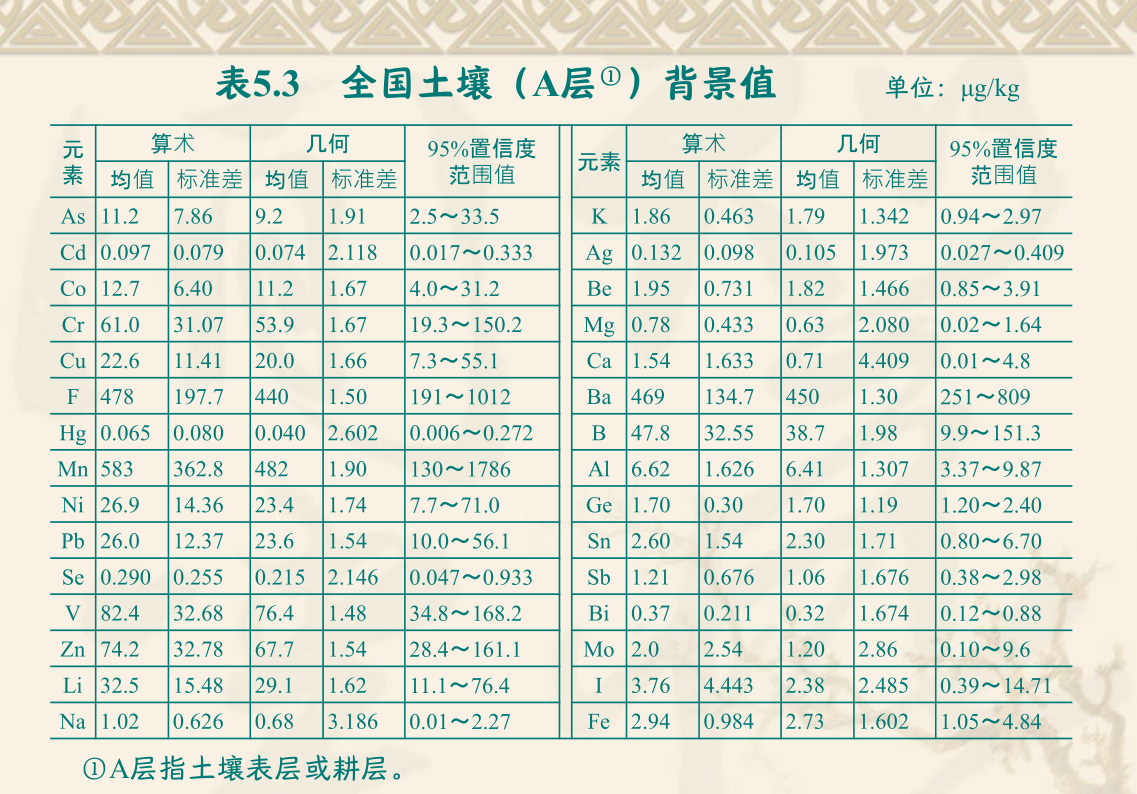 表5.3 全国土壤（A层①）背景值 单位：μg/kg
元素 算术 几何 95%置信度范围值 元素 算术 几何 95%置信度范围值
均值 标准差 均值 标准差 均值 标准差 均值 标准差
As 11.2 7.86 9.2 1.91 2.5～33.5 K 1.86 0.463 1.79 1.342 0.94～2.97
Cd 0.097 0.079 0.074 2.118 0.017～0.333 Ag 0.132 0.098 0.105 1.973 0.027～0.409
Co 12.7 6.40 11.2 1.67 4.0～31.2 Be 1.95 0.731 1.82 1.466 0.85～3.91
Cr 61.0 31.07 53.9 1.67 19.3～150.2 Mg 0.78 0.433 0.63 2.080 0.02～1.64
Cu 22.6 11.41 20.0 1.66 7.3～55.1 Ca 1.54 1.633 0.71 4.409 0.01～4.8
F 478 197.7 440 1.50 191～1012 Ba 469 134.7 450 1.30 251～809
Hg 0.065 0.080 0.040 2.602 0.006～0.272 B 47.8 32.55 38.7 1.98 9.9～151.3
Mn 583 362.8 482 1.90 130～1786 Al 6.62 1.626 6.41 1.307 3.37～9.87
Ni 26.9 14.36 23.4 1.74 7.7～71.0 Ge 1.70 0.30 1.70 1.19 1.20～2.40
Pb 26.0 12.37 23.6 1.54 10.0～56.1 Sn 2.60 1.54 2.30 1.71 0.80～6.70
Se 0.290 0.255 0.215 2.146 0.047～0.933 Sb 1.21 0.676 1.06 1.676 0.38～2.98
V 82.4 32.68 76.4 1.48 34.8～168.2 Bi 0.37 0.211 0.32 1.674 0.12～0.88
Zn 74.2 32.78 67.7 1.54 28.4～161.1 Mo 2.0 2.54 1.20 2.86 0.10～9.6
Li 32.5 15.48 29.1 1.62 11.1～76.4 I 3.76 4.443 2.38 2.485 0.39～14.71
Na 1.02 0.626 0.68 3.186 0.01～2.27 Fe 2.94 0.984 2.73 1.602 1.05～4.84
①A层指土壤表层或耕层。